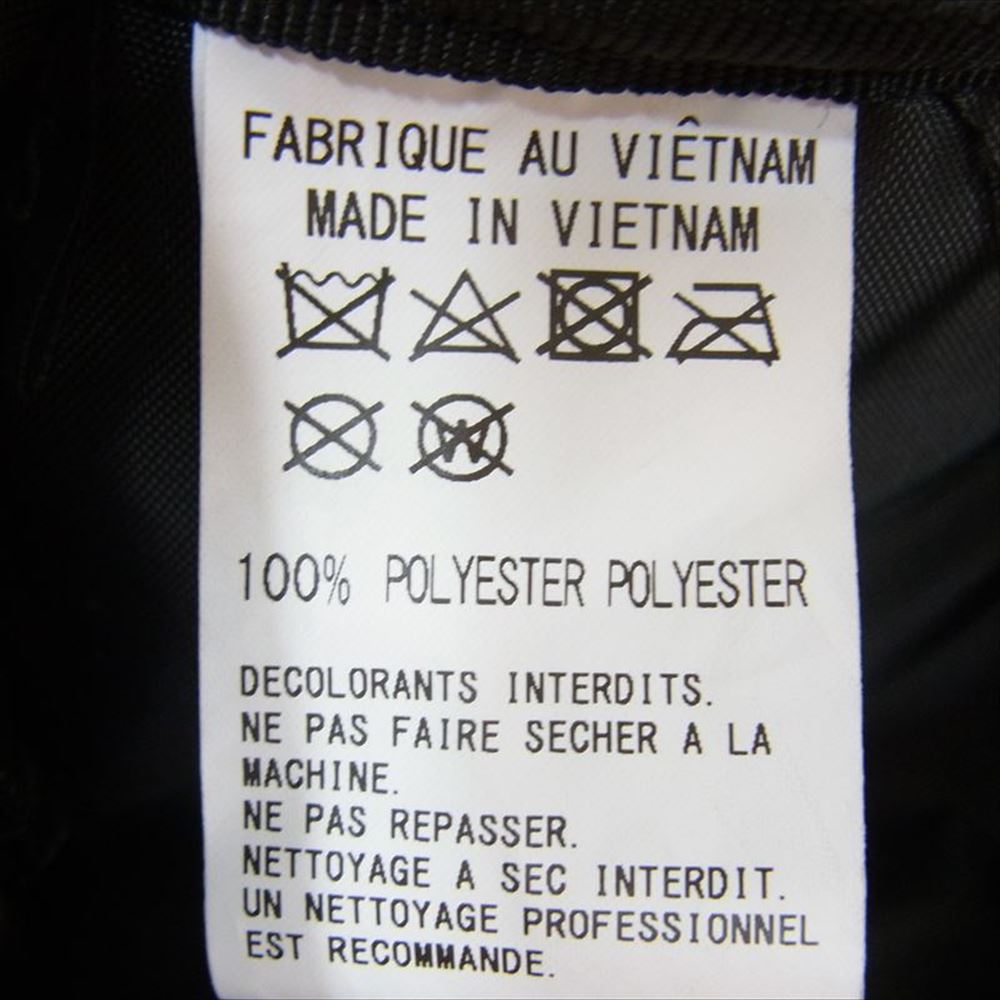 FABRIQUE AU VIÊTNAM
MADE IN VIETNAM
W
100% POLYESTER POLYESTER
DECOLORANTS INTERDITS.
NE PAS FAIRE SECHER A LA
MACHINE.
NE PAS REPASSER.
NETTOYAGE A SEC INTERDIT.
UN NETTOYAGE PROFESSIONNEL
EST RECOMMANDE.